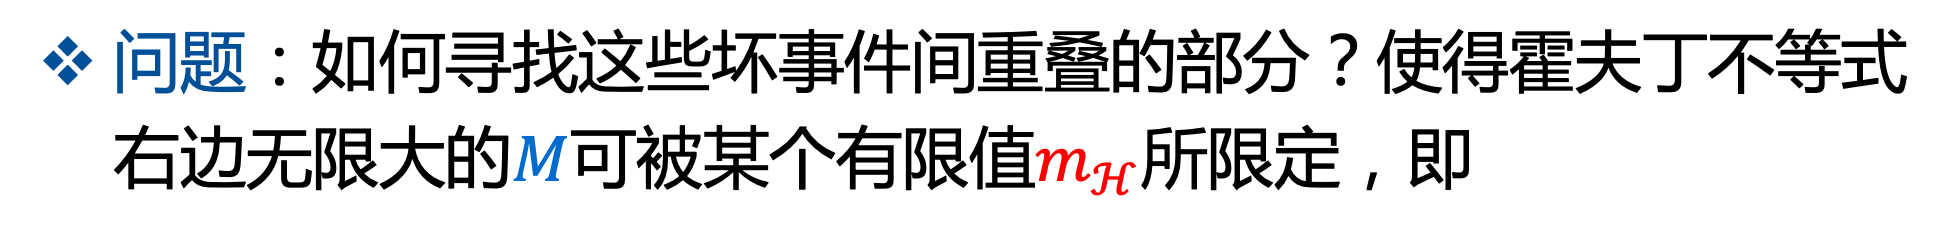 ❖ 问题：如何寻找这些坏事件间重叠的部分？使得霍夫丁不等式
右边无限大的M可被某个有限值m_ℋ所限定，即